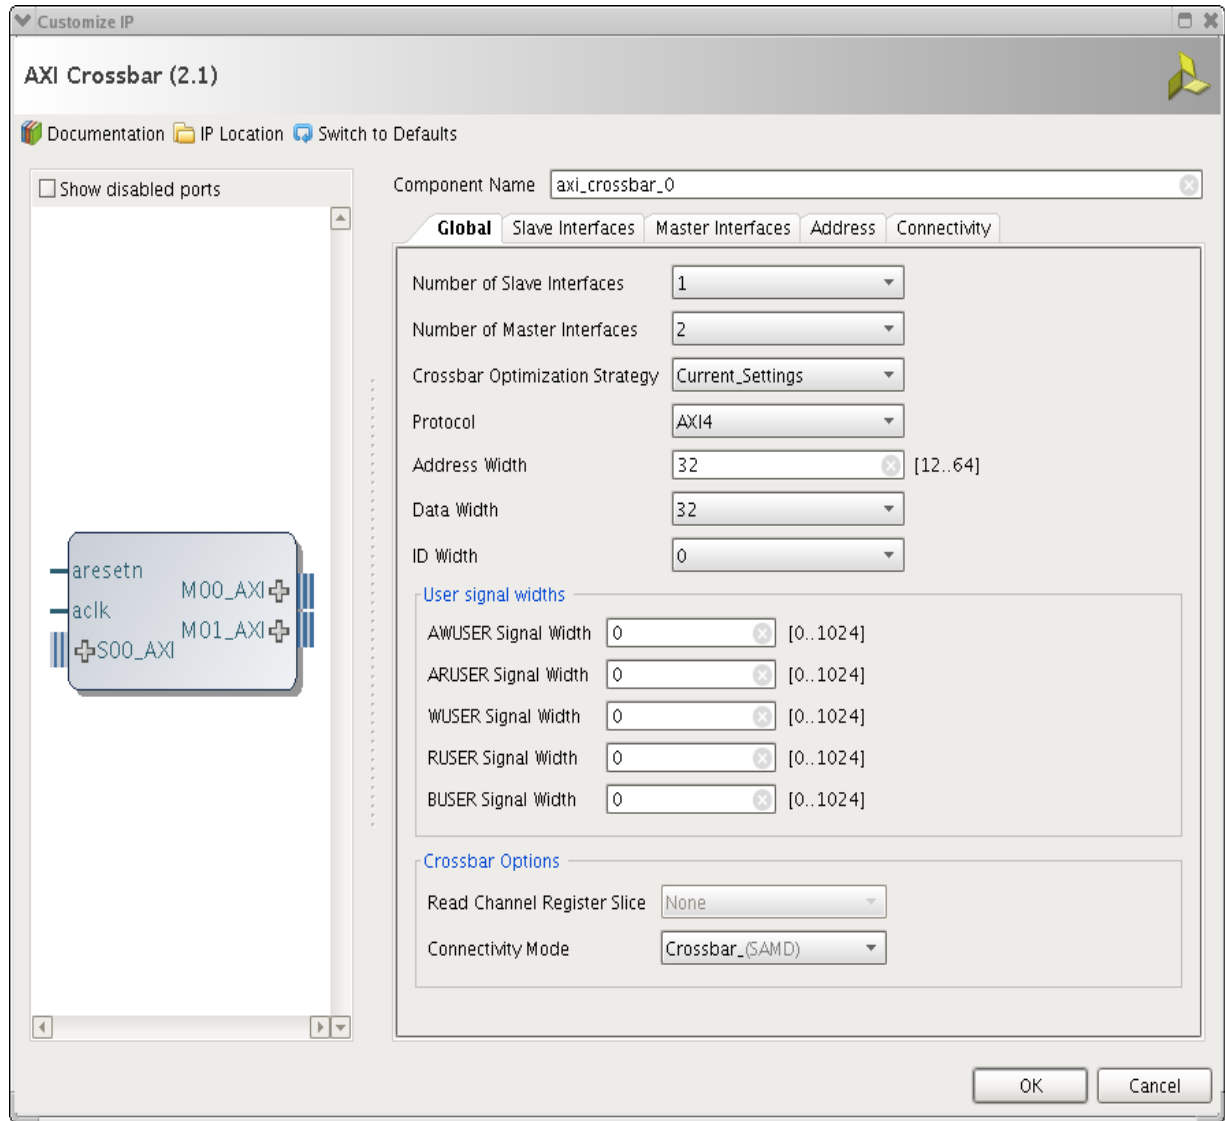 Customize IP
AXI Crossbar (2.1)
Documentation IP Location Switch to Defaults
Show disabled ports
aresetn
aclk
S00_AXI
M00_AXI
M01_AXI
Component Name axi_crossbar_0
Global Slave Interfaces Master Interfaces Address Connectivity
Number of Slave Interfaces 1
Number of Master Interfaces 2
Crossbar Optimization Strategy Current_Settings
Protocol AXI4
Address Width 32 [12..64]
Data Width 32
ID Width 0
User signal widths
AWUSER Signal Width 0 [0..1024]
ARUSER Signal Width 0 [0..1024]
WUSER Signal Width 0 [0..1024]
RUSER Signal Width 0 [0..1024]
BUSER Signal Width 0 [0..1024]
Crossbar Options
Read Channel Register Slice None
Connectivity Mode Crossbar_(SAMD)
OK Cancel